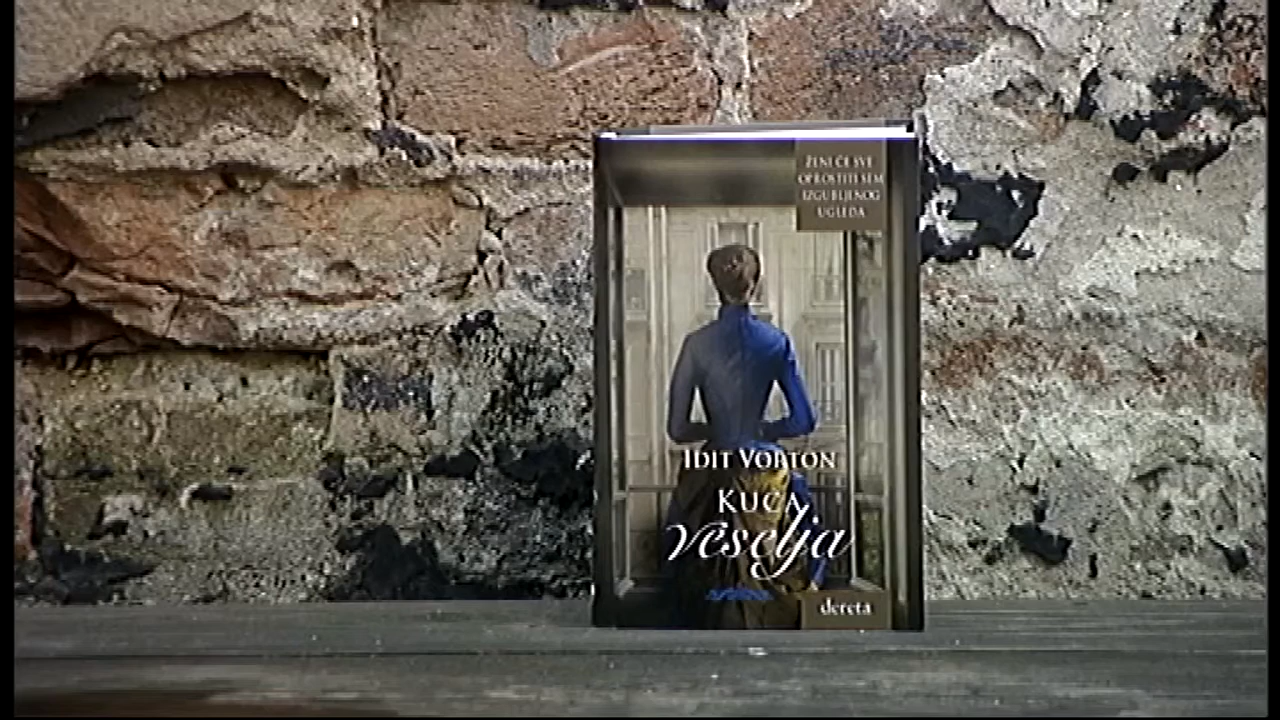 ŽENI ĆE SVE
OPROSTITI SEM
IZGUBLJENOG
UGLEDA
IDIT VORTON
KUĆA
veselja
dereta